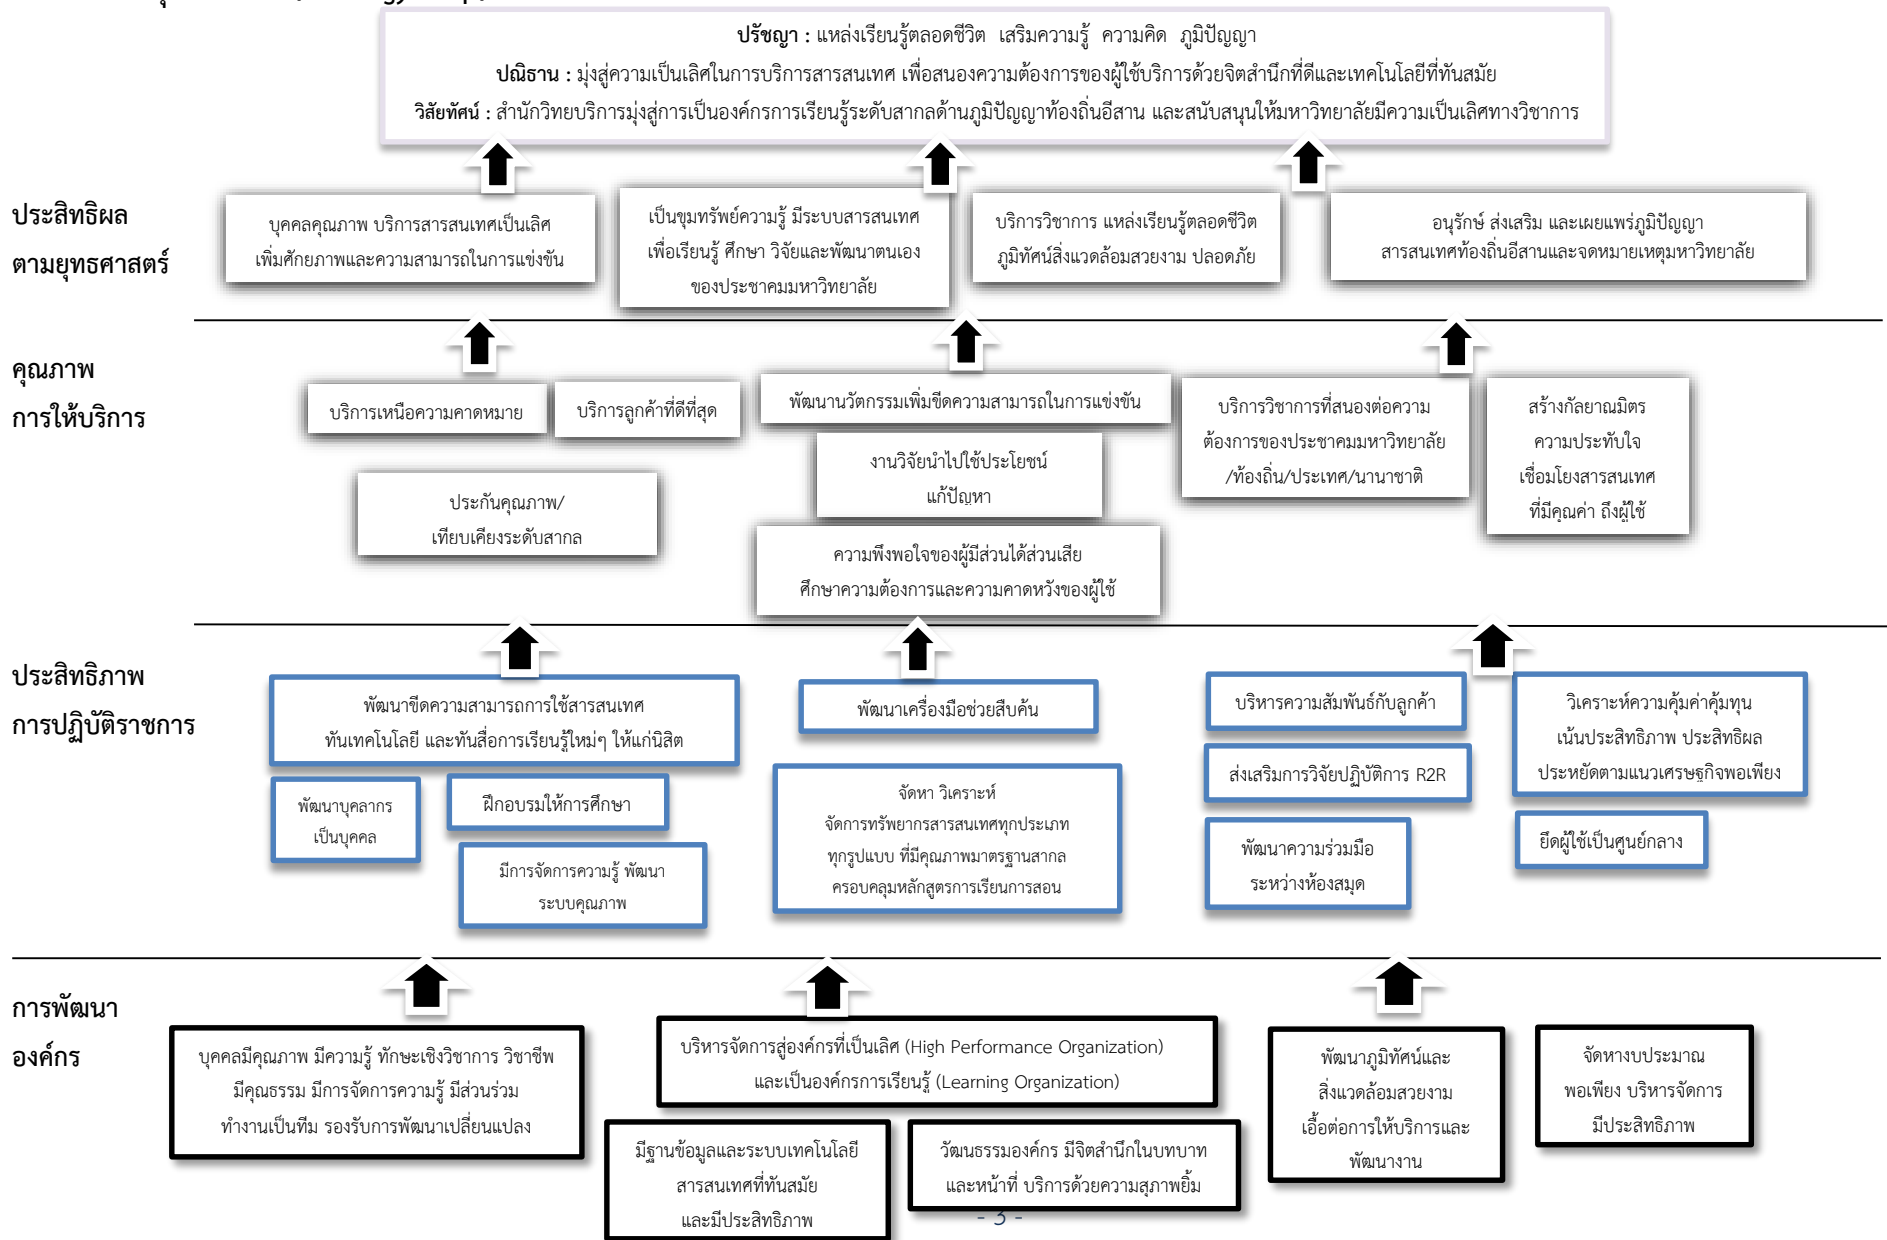 ปรัชญา : แหล่งเรียนรู้ตลอดชีวิต เสริมความรู้ ความคิด ภูมิปัญญา
ปณิธาน : มุ่งสู่ความเป็นเลิศในการบริการสารสนเทศ เพื่อสนองความต้องการของผู้ใช้บริการด้วยจิตสำนึกที่ดีและเทคโนโลยีที่ทันสมัย
วิสัยทัศน์ : สำนักวิทยบริการมุ่งสู่การเป็นองค์กรการเรียนรู้ระดับสากลด้านภูมิปัญญาท้องถิ่นอีสาน และสนับสนุนให้มหาวิทยาลัยมีความเป็นเลิศทางวิชาการ
ประสิทธิผล
ตามยุทธศาสตร์
บุคคลคุณภาพ บริการสารสนเทศเป็นเลิศ
เพิ่มศักยภาพและความสามารถในการแข่งขัน
เป็นขุมทรัพย์ความรู้ มีระบบสารสนเทศ
เพื่อเรียนรู้ ศึกษา วิจัยและพัฒนาตนเอง
ของประชาคมมหาวิทยาลัย
บริการวิชาการ แหล่งเรียนรู้ตลอดชีวิต
ภูมิทัศน์สิ่งแวดล้อมสวยงาม ปลอดภัย
อนุรักษ์ ส่งเสริม และเผยแพร่ภูมิปัญญา
สารสนเทศท้องถิ่นอีสานและจดหมายเหตุมหาวิทยาลัย
คุณภาพ
การให้บริการ
บริการเหนือความคาดหมาย
บริการลูกค้าที่ดีที่สุด
ประกันคุณภาพ/
เทียบเคียงระดับสากล
พัฒนานวัตกรรมเพิ่มขีดความสามารถในการแข่งขัน
งานวิจัยนำไปใช้ประโยชน์
แก้ปัญหา
ความพึงพอใจของผู้มีส่วนได้ส่วนเสีย
ศึกษาความต้องการและความคาดหวังของผู้ใช้
บริการวิชาการที่สนองต่อความ
ต้องการของประชาคมมหาวิทยาลัย
/ท้องถิ่น/ประเทศ/นานาชาติ
สร้างกัลยาณมิตร
ความประทับใจ
เชื่อมโยงสารสนเทศ
ที่มีคุณค่า ถึงผู้ใช้
ประสิทธิภาพ
การปฏิบัติราชการ
พัฒนาขีดความสามารถการใช้สารสนเทศ
ทันเทคโนโลยี และทันสื่อการเรียนรู้ใหม่ๆ ให้แก่นิสิต
พัฒนาบุคลากร
เป็นบุคคล
ฝึกอบรมให้การศึกษา
มีการจัดการความรู้ พัฒนา
ระบบคุณภาพ
พัฒนาเครื่องมือช่วยสืบค้น
จัดหา วิเคราะห์
จัดการทรัพยากรสารสนเทศทุกประเภท
ทุกรูปแบบ ที่มีคุณภาพมาตรฐานสากล
ครอบคลุมหลักสูตรการเรียนการสอน
บริหารความสัมพันธ์กับลูกค้า
ส่งเสริมการวิจัยปฏิบัติการ R2R
พัฒนาความร่วมมือ
ระหว่างห้องสมุด
วิเคราะห์ความคุ้มค่าคุ้มทุน
เน้นประสิทธิภาพ ประสิทธิผล
ประหยัดตามแนวเศรษฐกิจพอเพียง
ยึดผู้ใช้เป็นศูนย์กลาง
การพัฒนา
องค์กร
บุคคลมีคุณภาพ มีความรู้ ทักษะเชิงวิชาการ วิชาชีพ
มีคุณธรรม มีการจัดการความรู้ มีส่วนร่วม
ทำงานเป็นทีม รองรับการพัฒนาเปลี่ยนแปลง
บริหารจัดการสู่องค์กรที่เป็นเลิศ (High Performance Organization)
และเป็นองค์กรการเรียนรู้ (Learning Organization)
มีฐานข้อมูลและระบบเทคโนโลยี
สารสนเทศที่ทันสมัย
และมีประสิทธิภาพ
วัฒนธรรมองค์กร มีจิตสำนึกในบทบาท
และหน้าที่ บริการด้วยความสุภาพยิ้ม
พัฒนาภูมิทัศน์และ
สิ่งแวดล้อมสวยงาม
เอื้อต่อการให้บริการและ
พัฒนางาน
จัดหางบประมาณ
พอเพียง บริหารจัดการ
มีประสิทธิภาพ
- 3 -